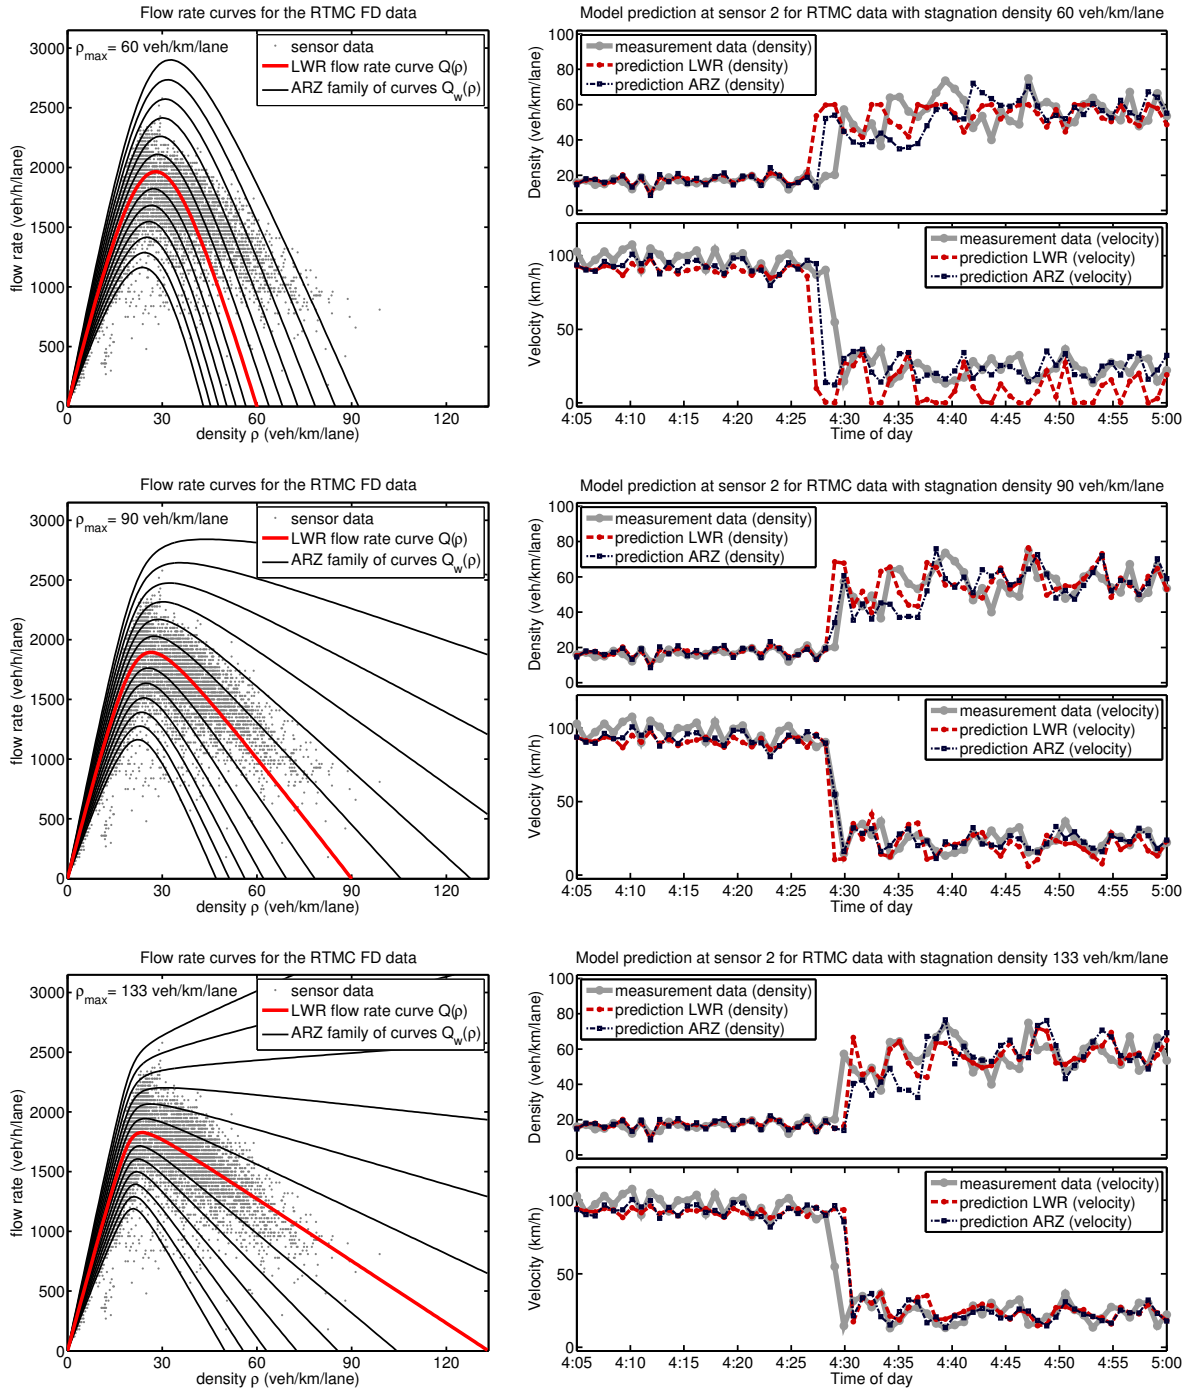 Flow rate curves for the RTMC FD data
ρmax= 60 veh/km/lane
sensor data
LWR flow rate curve Q(ρ)
ARZ family of curves Qw(ρ)
flow rate (veh/h/lane)
3000
2500
2000
1500
1000
500
0
0 30 60 90 120
density ρ (veh/km/lane)
Model prediction at sensor 2 for RTMC data with stagnation density 60 veh/km/lane
measurement data (density)
prediction LWR (density)
prediction ARZ (density)
Density (veh/km/lane)
100
80
60
40
20
0
measurement data (velocity)
prediction LWR (velocity)
prediction ARZ (velocity)
Velocity (km/h)
100
50
0
4:05 4:10 4:15 4:20 4:25 4:30 4:35 4:40 4:45 4:50 4:55 5:00
Time of day
Flow rate curves for the RTMC FD data
ρmax= 90 veh/km/lane
sensor data
LWR flow rate curve Q(ρ)
ARZ family of curves Qw(ρ)
flow rate (veh/h/lane)
3000
2500
2000
1500
1000
500
0
0 30 60 90 120
density ρ (veh/km/lane)
Model prediction at sensor 2 for RTMC data with stagnation density 90 veh/km/lane
measurement data (density)
prediction LWR (density)
prediction ARZ (density)
Density (veh/km/lane)
100
80
60
40
20
0
measurement data (velocity)
prediction LWR (velocity)
prediction ARZ (velocity)
Velocity (km/h)
100
50
0
4:05 4:10 4:15 4:20 4:25 4:30 4:35 4:40 4:45 4:50 4:55 5:00
Time of day
Flow rate curves for the RTMC FD data
ρmax= 133 veh/km/lane
sensor data
LWR flow rate curve Q(ρ)
ARZ family of curves Qw(ρ)
flow rate (veh/h/lane)
3000
2500
2000
1500
1000
500
0
0 30 60 90 120
density ρ (veh/km/lane)
Model prediction at sensor 2 for RTMC data with stagnation density 133 veh/km/lane
measurement data (density)
prediction LWR (density)
prediction ARZ (density)
Density (veh/km/lane)
100
80
60
40
20
0
measurement data (velocity)
prediction LWR (velocity)
prediction ARZ (velocity)
Velocity (km/h)
100
50
0
4:05 4:10 4:15 4:20 4:25 4:30 4:35 4:40 4:45 4:50 4:55 5:00
Time of day